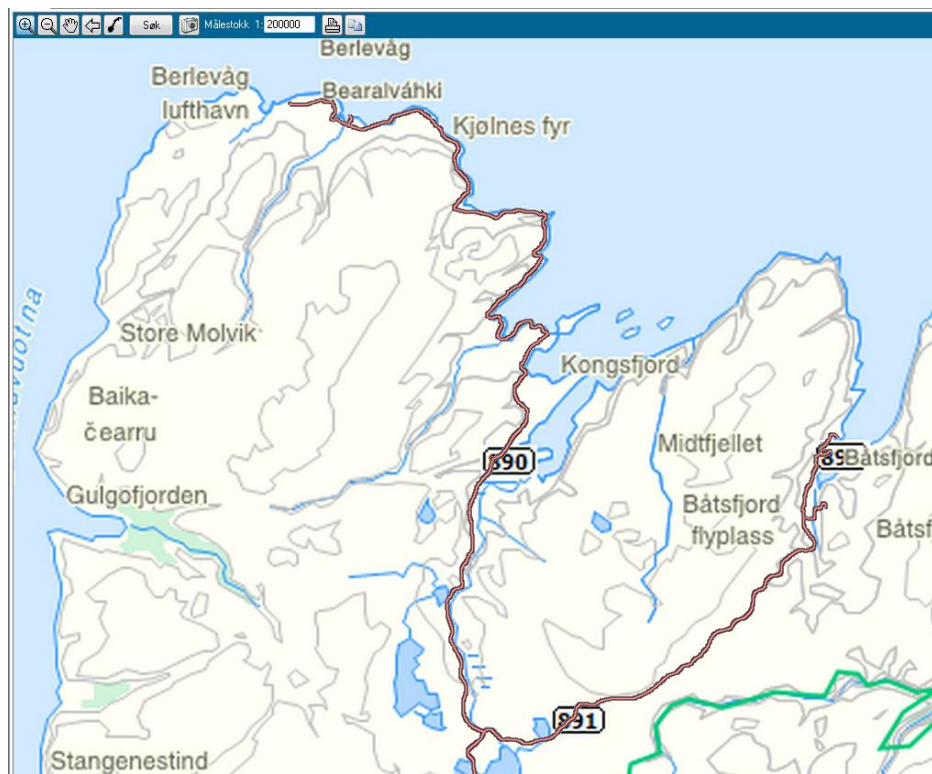 Søk
Målestokk 1: 200000
Berlevåg
Berlevåg
lufthavn
Bearalváhki
Kjølnes fyr
Store Molvik
Kongsfjord
Baika-
čearru
890
Midtfjellet
Båtsfjord
Gulgofjorden
Båtsfjord
flyplass
891
Stangenestind